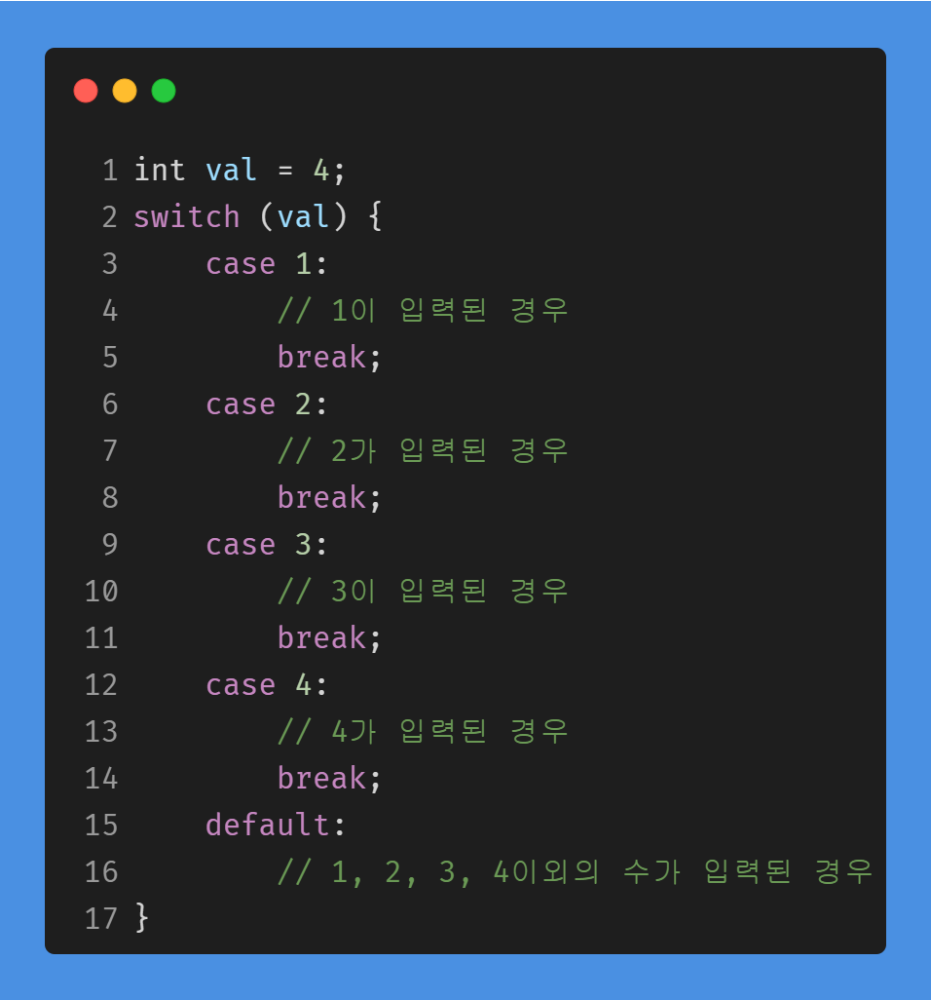 1 int val = 4;
2 switch (val) {
3     case 1:
4         // 1이 입력된 경우
5         break;
6     case 2:
7         // 2가 입력된 경우
8         break;
9     case 3:
10         // 3이 입력된 경우
11         break;
12     case 4:
13         // 4가 입력된 경우
14         break;
15     default:
16         // 1, 2, 3, 4이외의 수가 입력된 경우
17 }